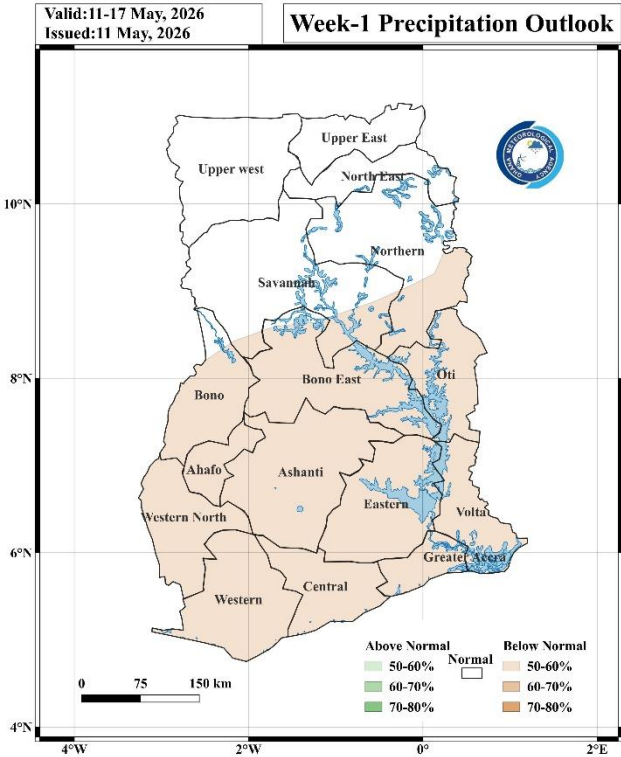 Valid:11-17 May, 2026
Issued:11 May, 2026
Week-1 Precipitation Outlook
GHANA METEOROLOGICAL AGENCY
Upper East
Upper west
North East
10°N
Northern
Savannah
8°N
Bono East
Oti
Bono
Ahafo
Ashanti
Eastern
Volta
Western North
6°N
Greater Accra
Central
Western
Above Normal
Normal
Below Normal
50-60%
50-60%
60-70%
60-70%
70-80%
70-80%
0 75 150 km
4°N
4°W 2°W 0° 2°E